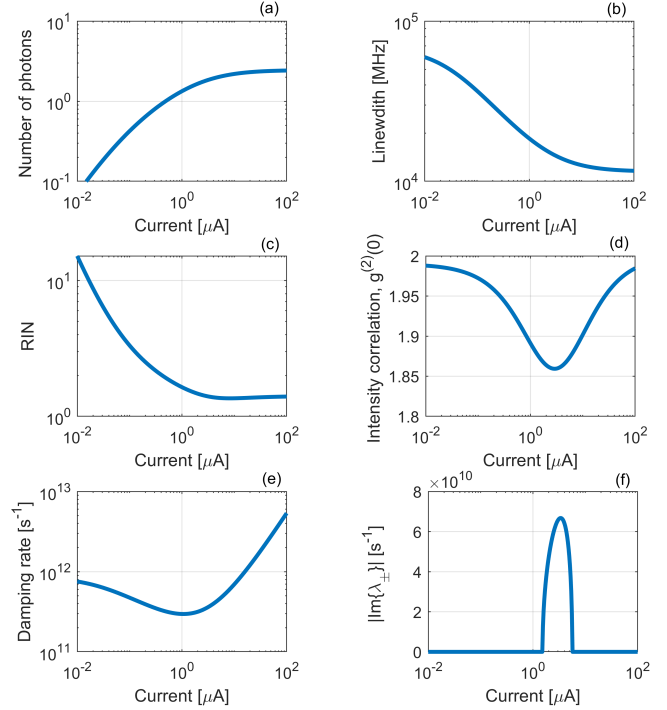 (a)
Number of photons
10^1
10^0
10^-1
10^-2
10^0
10^2
Current [μA]
(b)
Linewdith [MHz]
10^5
10^4
10^-2
10^0
10^2
Current [μA]
(c)
RIN
10^1
10^0
10^-2
10^0
10^2
Current [μA]
(d)
Intensity correlation, g^(2)(0)
2
1.95
1.9
1.85
1.8
10^-2
10^0
10^2
Current [μA]
(e)
Damping rate [s^-1]
10^13
10^12
10^11
10^-2
10^0
10^2
Current [μA]
(f)
× 10^10
|Im{λ_±}| [s^-1]
8
6
4
2
0
10^-2
10^0
10^2
Current [μA]